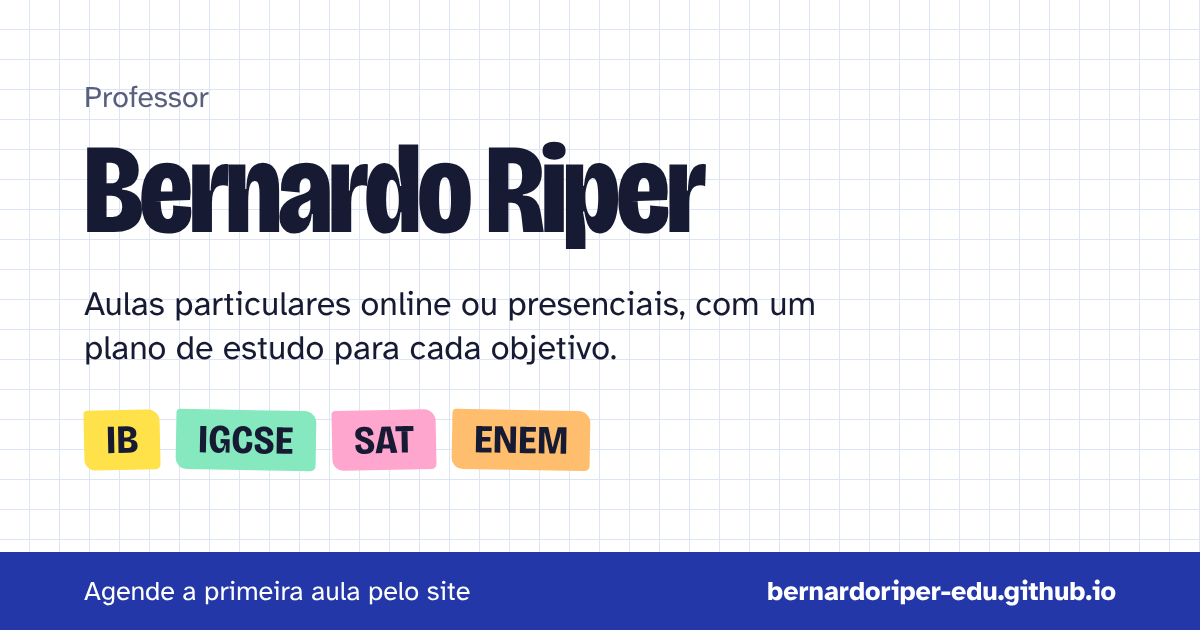 Professor
Bernardo Riper
Aulas particulares online ou presenciais, com um
plano de estudo para cada objetivo.
IB IGCSE SAT ENEM
Agende a primeira aula pelo site bernardoriper-edu.github.io